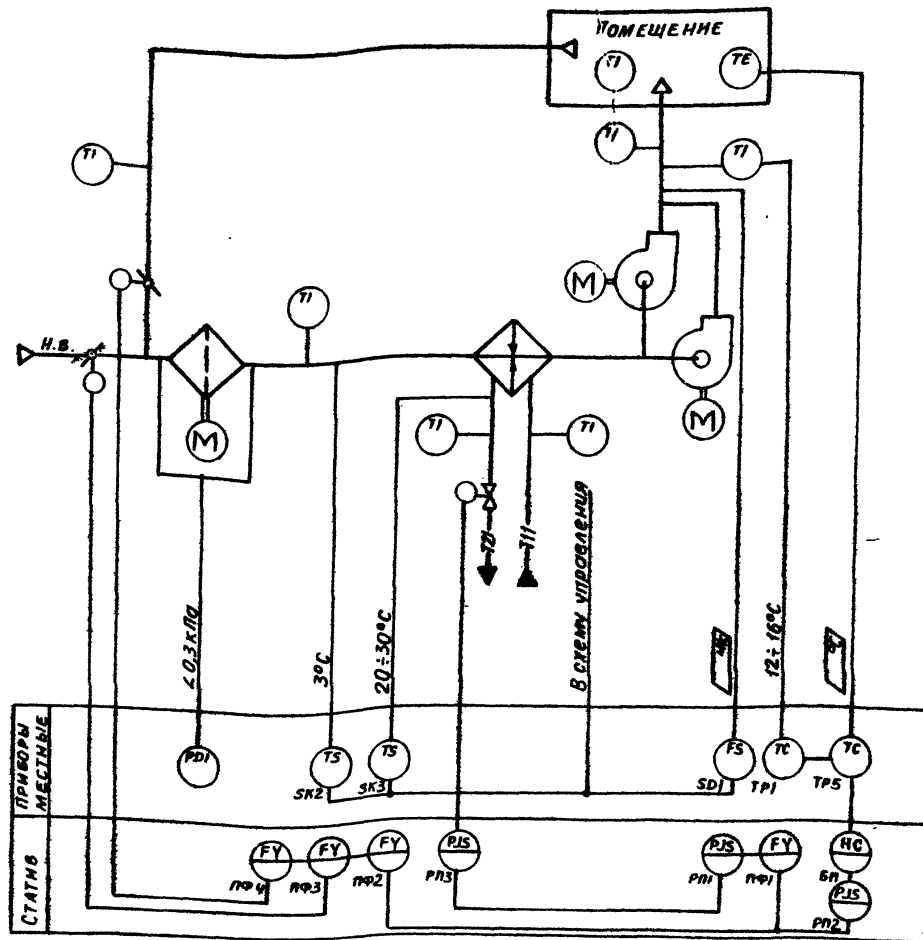 ПОМЕЩЕНИЕ
TI
TE
TI
TI
TI
M
TI
Н.В.
M
M
TI
TI
T21
T11
В схему управления
<0,3кПа
3°C
20÷30°C
12÷16°C
ПРИБОРЫ МЕСТНЫЕ
PDI
TS
SK2
TS
SK3
FS
SD1
TC
TP1
TC
TP5
СТАТИВ
FY
ПФ4
FY
ПФ3
FY
ПФ2
PJS
РП3
PJS
РП1
FY
ПФ1
HC
БП
PJS
РП2